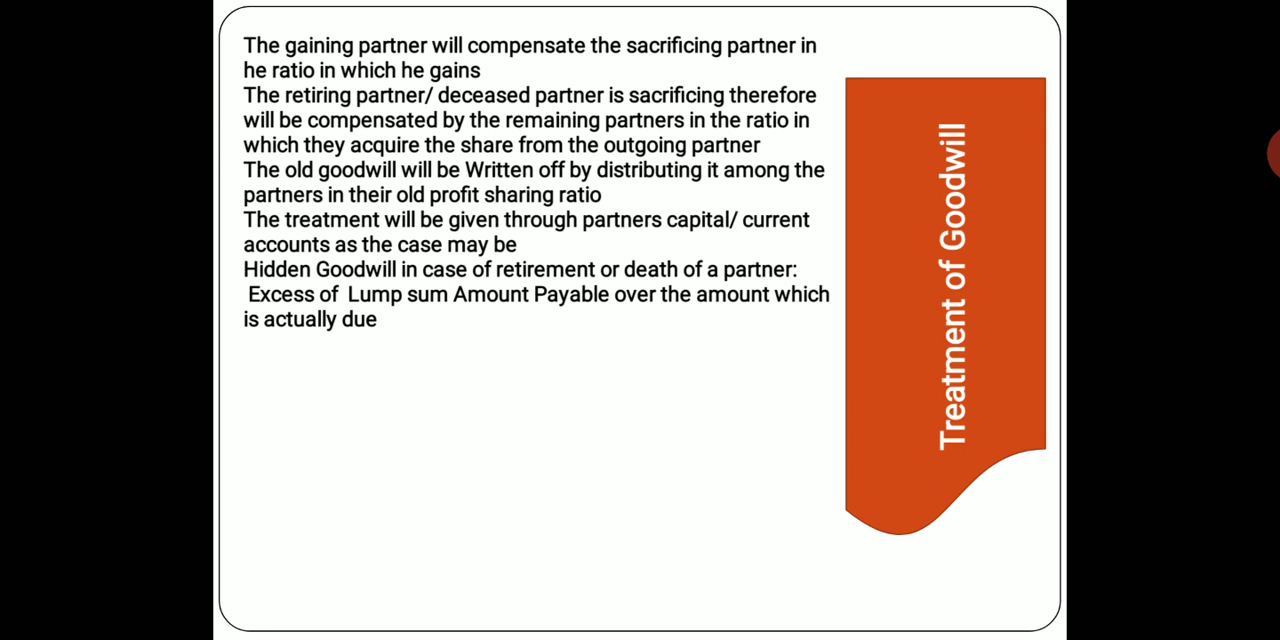 The gaining partner will compensate the sacrificing partner in
he ratio in which he gains
The retiring partner/ deceased partner is sacrificing therefore
will be compensated by the remaining partners in the ratio in
which they acquire the share from the outgoing partner
The old goodwill will be Written off by distributing it among the
partners in their old profit sharing ratio
The treatment will be given through partners capital/ current
accounts as the case may be
Hidden Goodwill in case of retirement or death of a partner:
Excess of Lump sum Amount Payable over the amount which
is actually due
Treatment of Goodwill